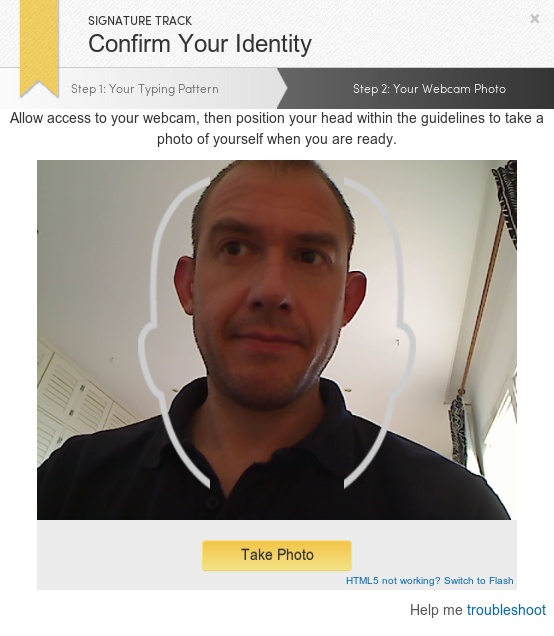 SIGNATURE TRACK
Confirm Your Identity
Step 1: Your Typing Pattern
Step 2: Your Webcam Photo
Allow access to your webcam, then position your head within the guidelines to take a
photo of yourself when you are ready.
Take Photo
HTML5 not working? Switch to Flash
Help me troubleshoot